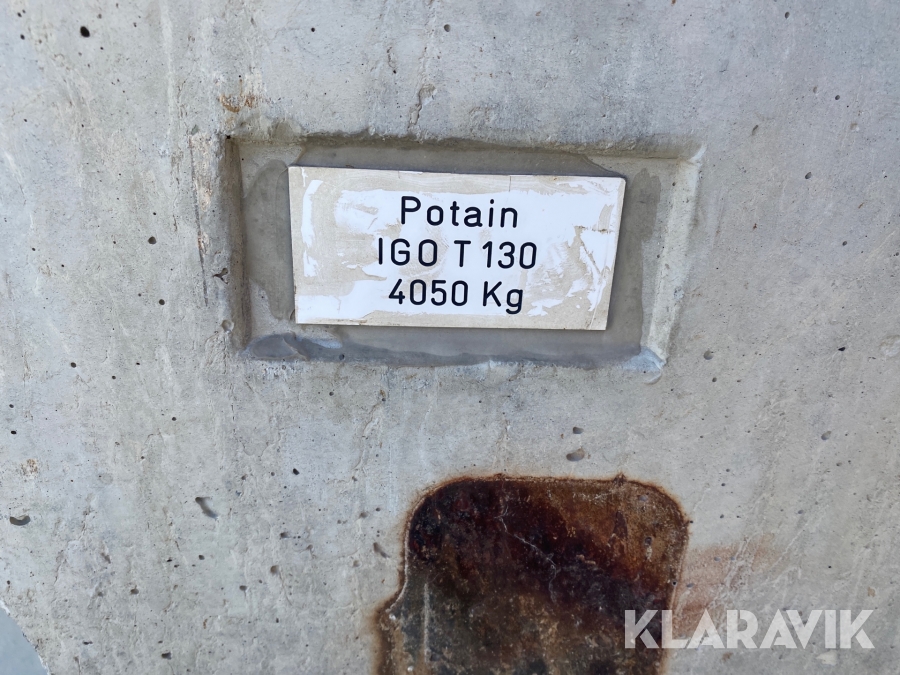 Potain
IGO T 130
4050 Kg
KLARAVIK